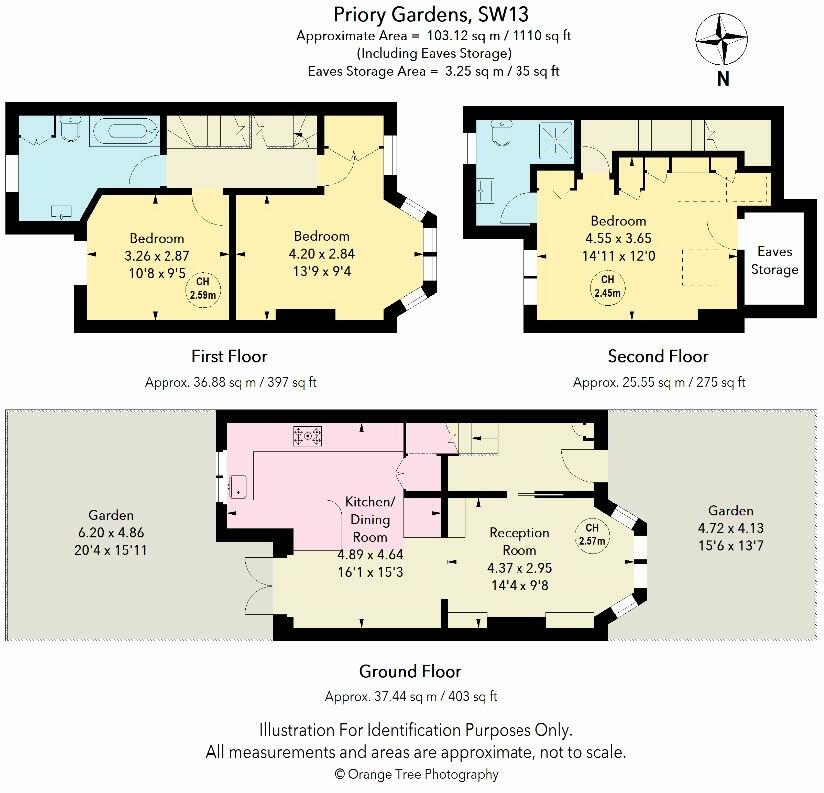 Priory Gardens, SW13
Approximate Area = 103.12 sq m / 1110 sq ft
(Including Eaves Storage)
Eaves Storage Area = 3.25 sq m / 35 sq ft
N
Bedroom
3.26 x 2.87
10'8 x 9'5
CH
2.59m
Bedroom
4.20 x 2.84
13'9 x 9'4
Bedroom
4.55 x 3.65
14'11 x 12'0
CH
2.45m
Eaves
Storage
First Floor
Approx. 36.88 sq m / 397 sq ft
Second Floor
Approx. 25.55 sq m / 275 sq ft
Garden
6.20 x 4.86
20'4 x 15'11
Kitchen/
Dining
Room
4.89 x 4.64
16'1 x 15'3
Reception
Room
4.37 x 2.95
14'4 x 9'8
CH
2.57m
Garden
4.72 x 4.13
15'6 x 13'7
Ground Floor
Approx. 37.44 sq m / 403 sq ft
Illustration For Identification Purposes Only.
All measurements and areas are approximate, not to scale.
© Orange Tree Photography